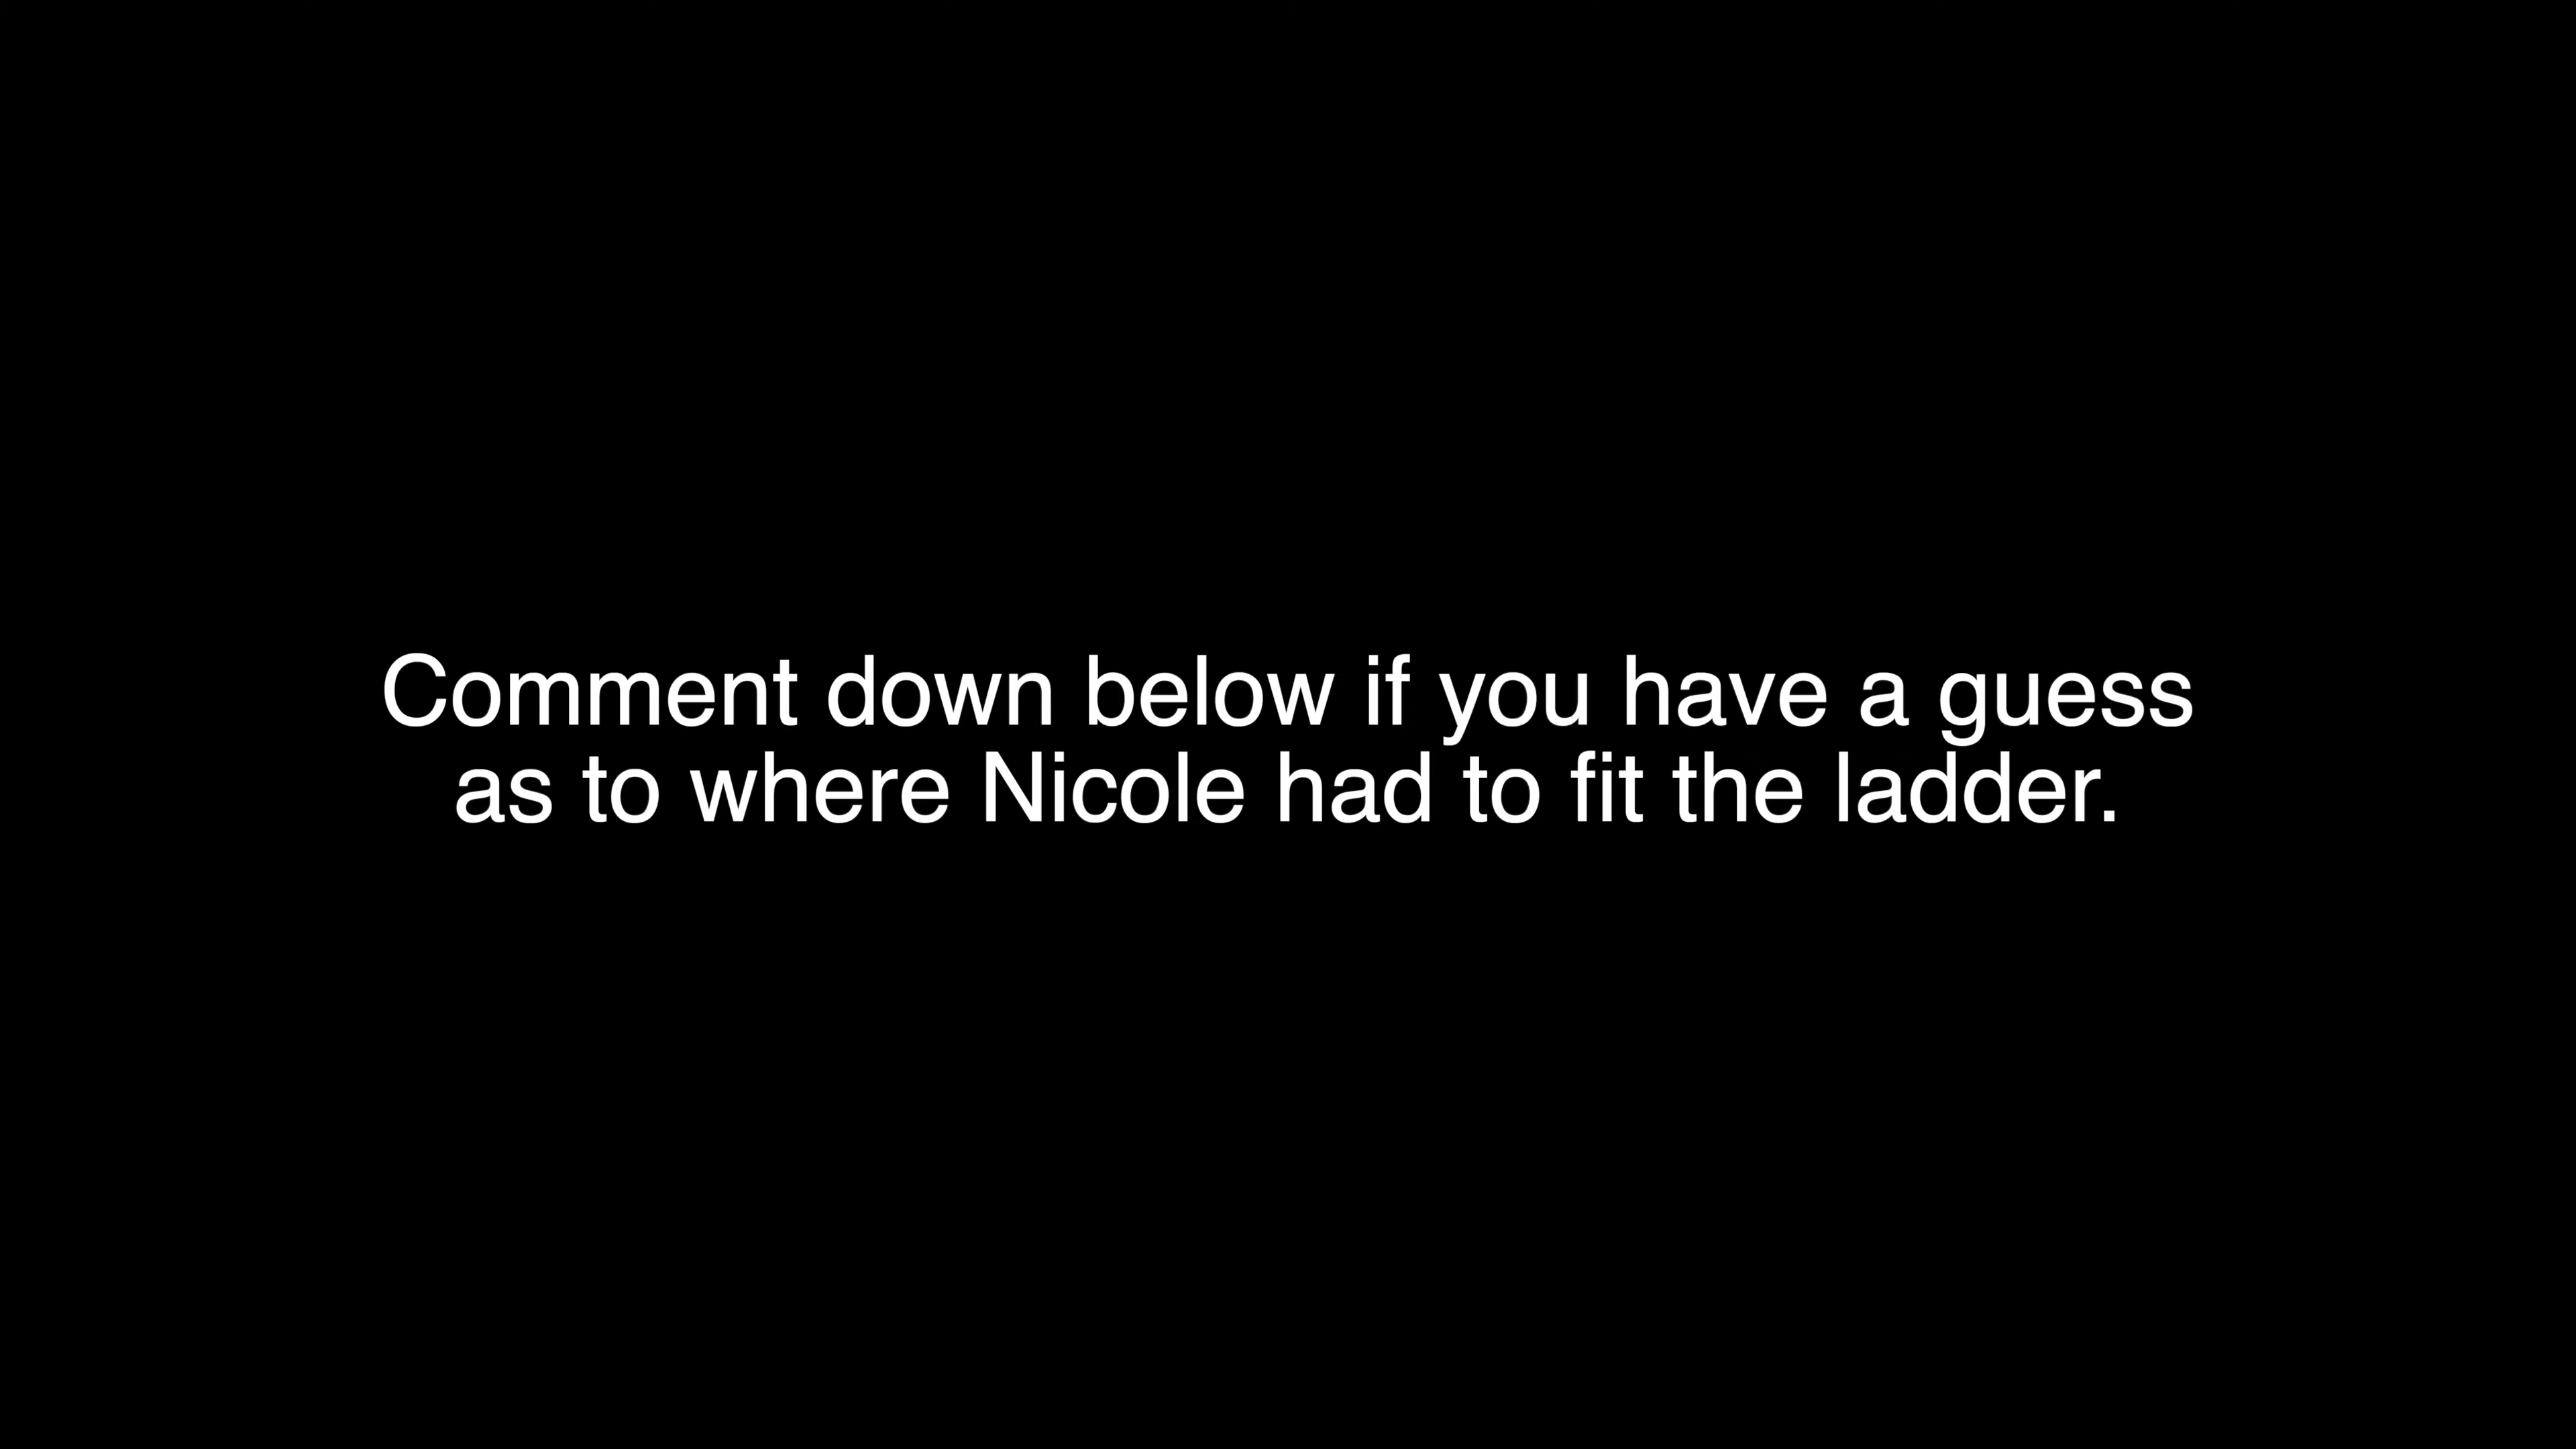 Comment down below if you have a guess
as to where Nicole had to fit the ladder.